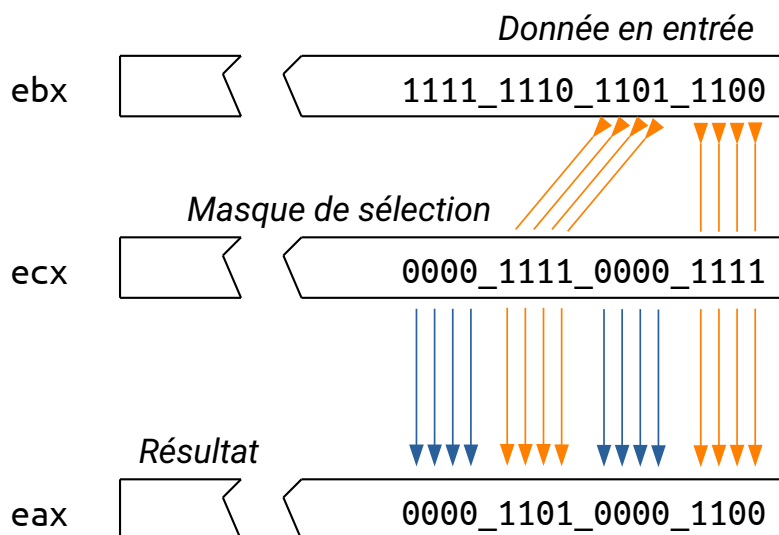 Donnée en entrée
ebx 1111_1110_1101_1100
Masque de sélection
ecx 0000_1111_0000_1111
Résultat
eax 0000_1101_0000_1100